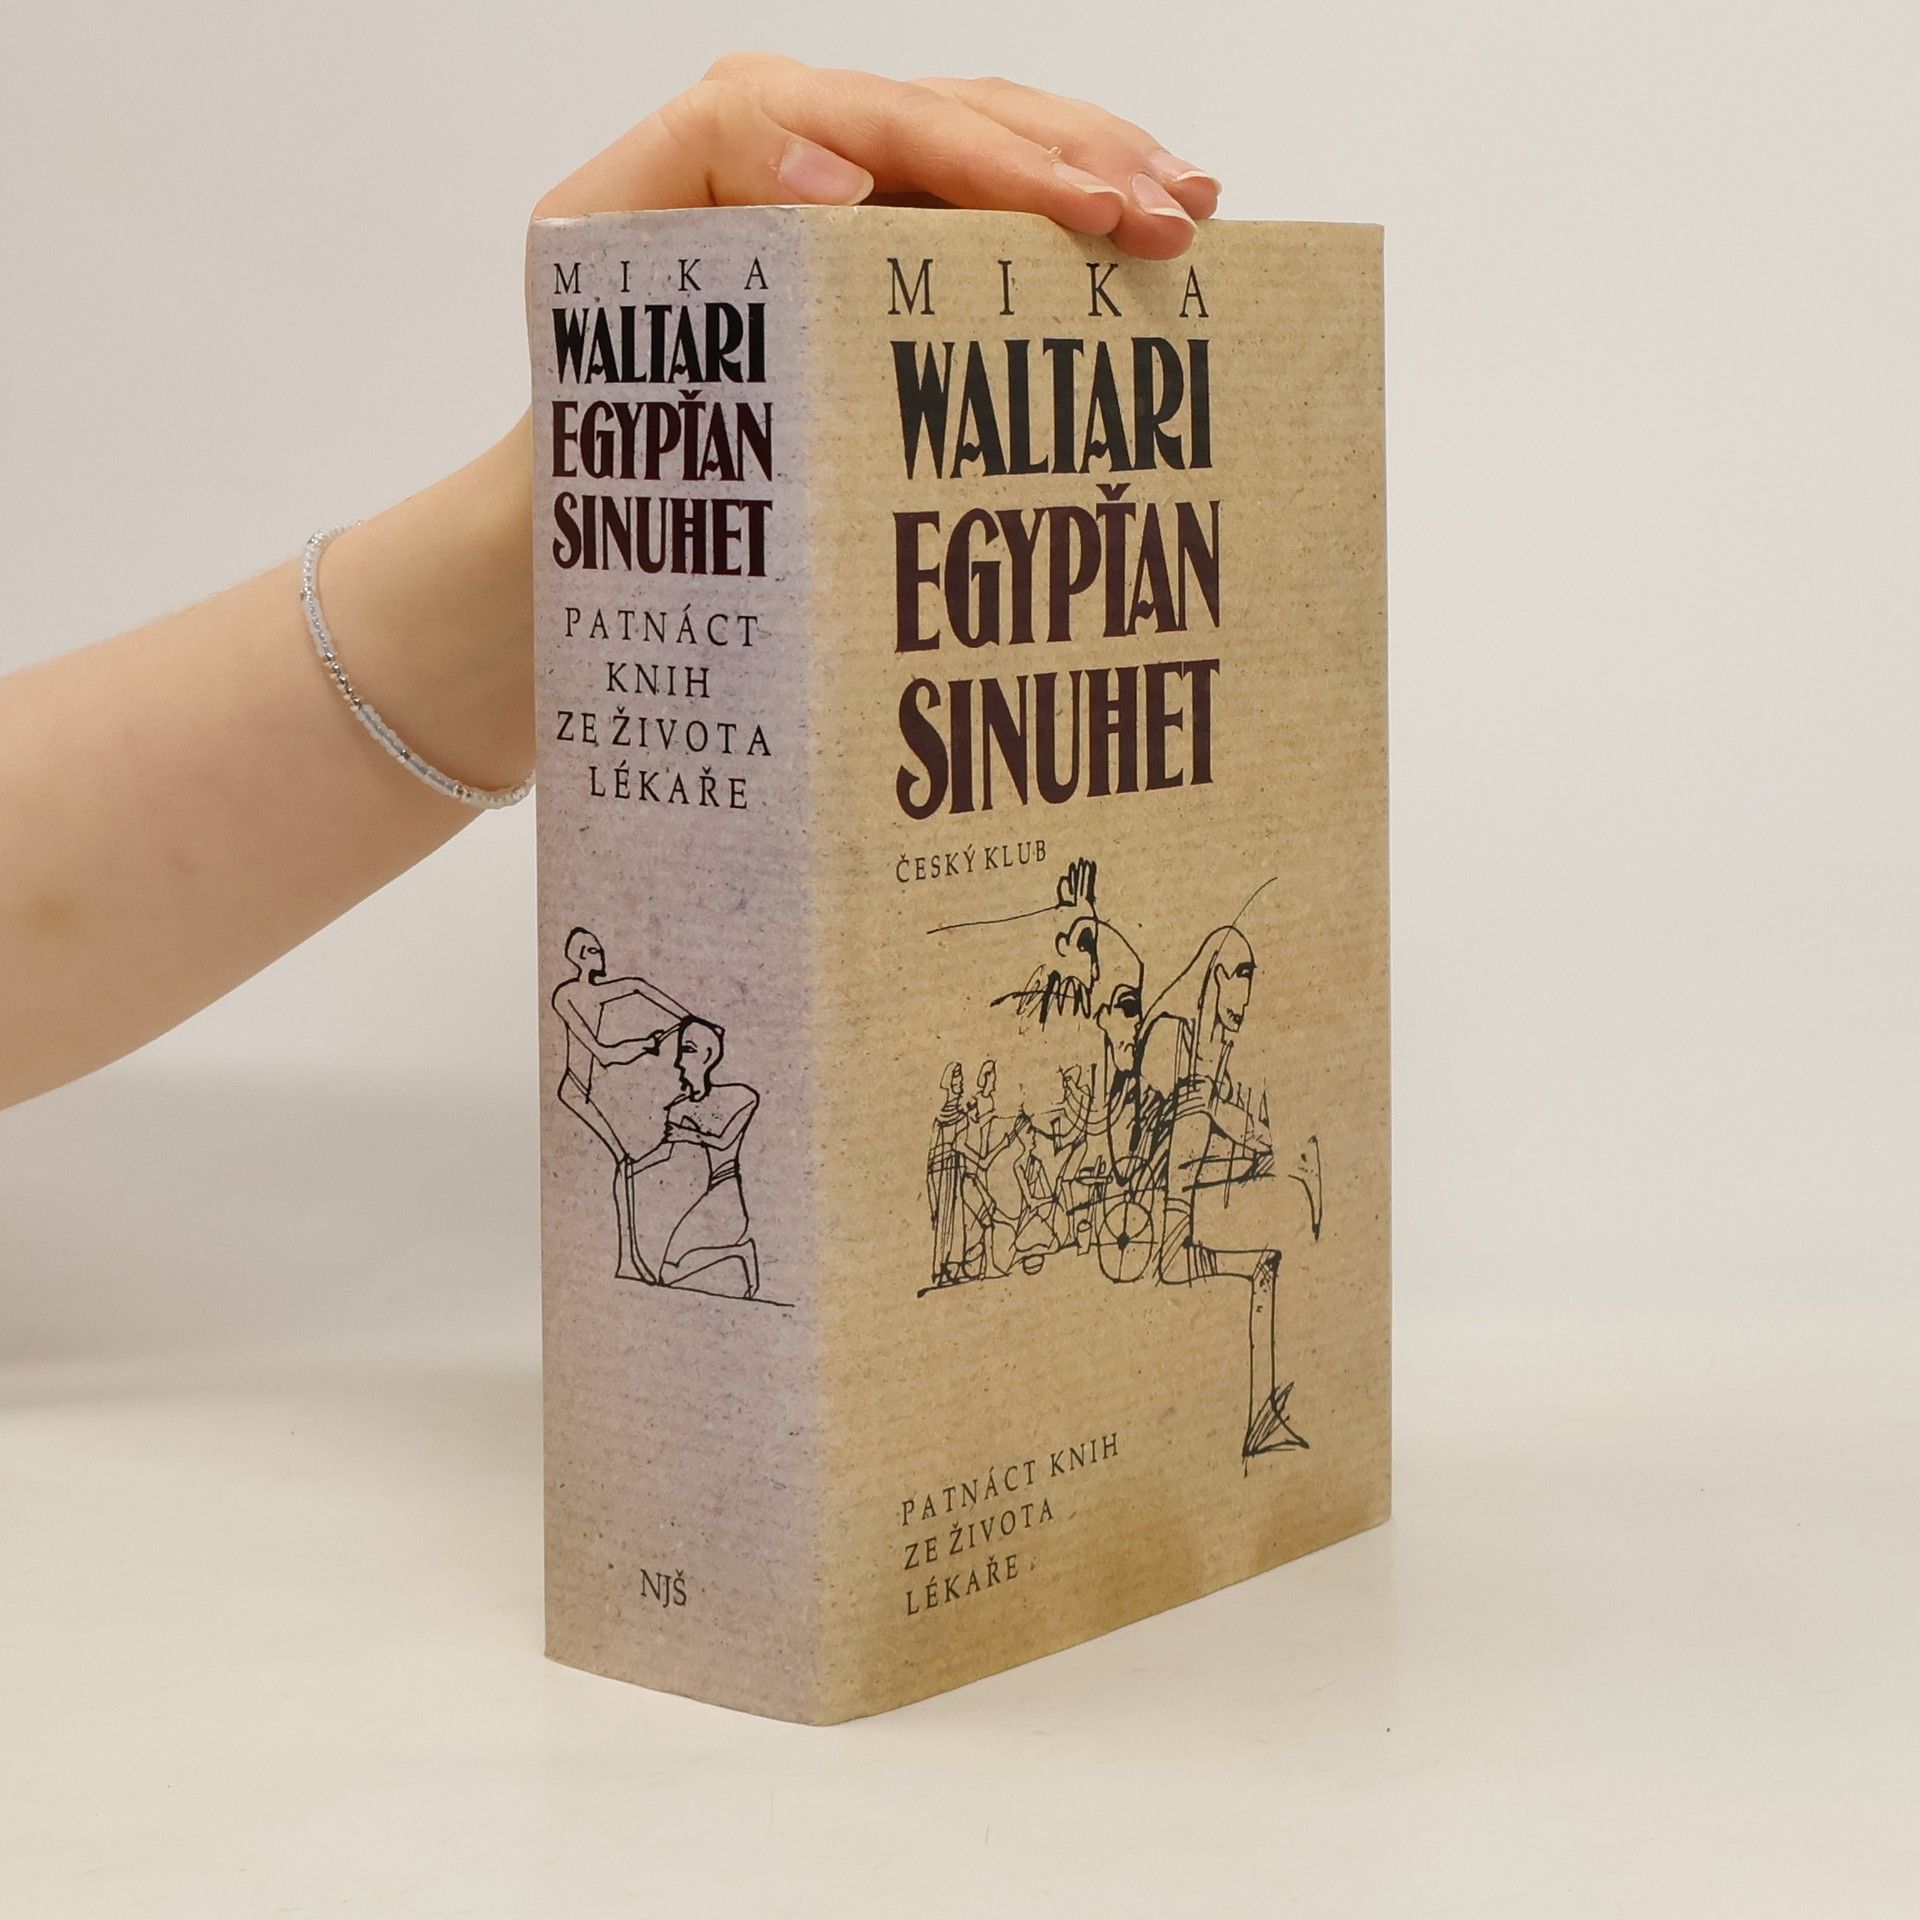 MIKA
WALTARI
EGYPŤAN
SINUHET
PATNÁCT
KNIH
ZE ŽIVOTA
LÉKAŘE
NJŠ
MIKA
WALTARI
EGYPŤAN
SINUHET
ČESKÝ KLUB
PATNÁCT KNIH
ZE ŽIVOTA
LÉKAŘE